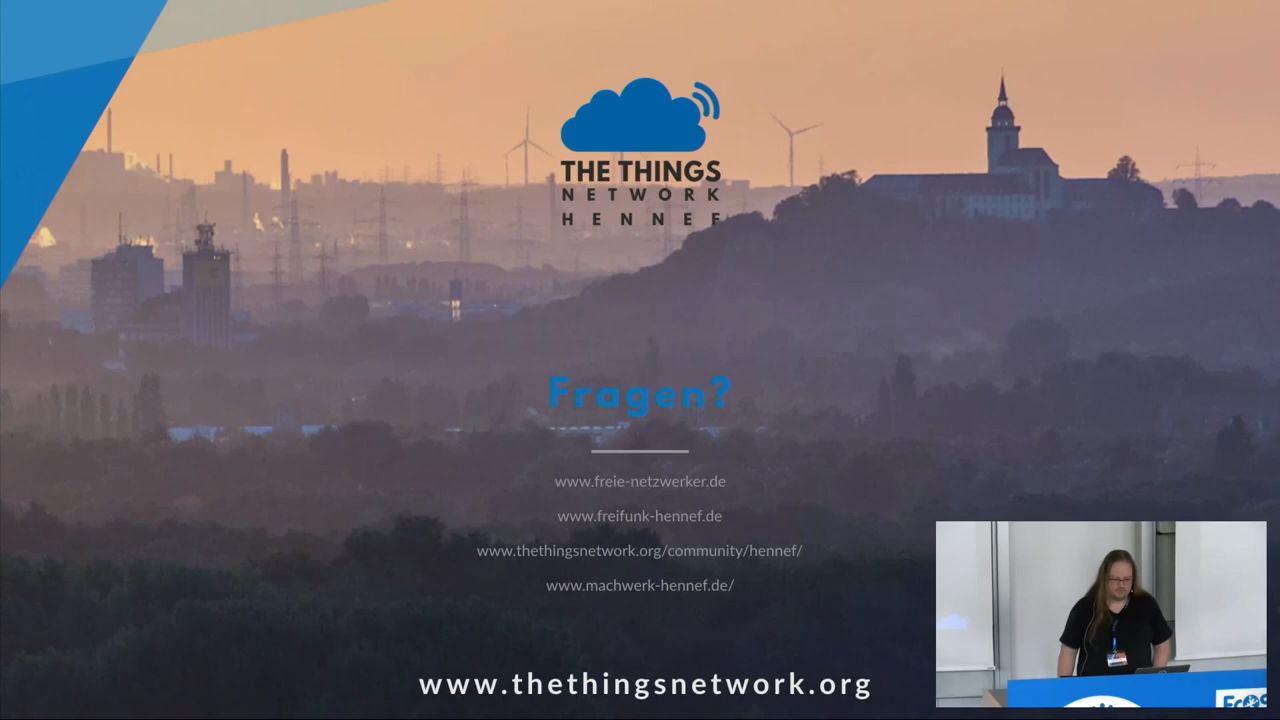 THE THINGS
NETWORK
HENNEF
Fragen?
www.freie-netzwerker.de
www.freifunk-hennef.de
www.thethingsnetwork.org/community/hennef/
www.machwerk-hennef.de/
www.thethingsnetwork.org